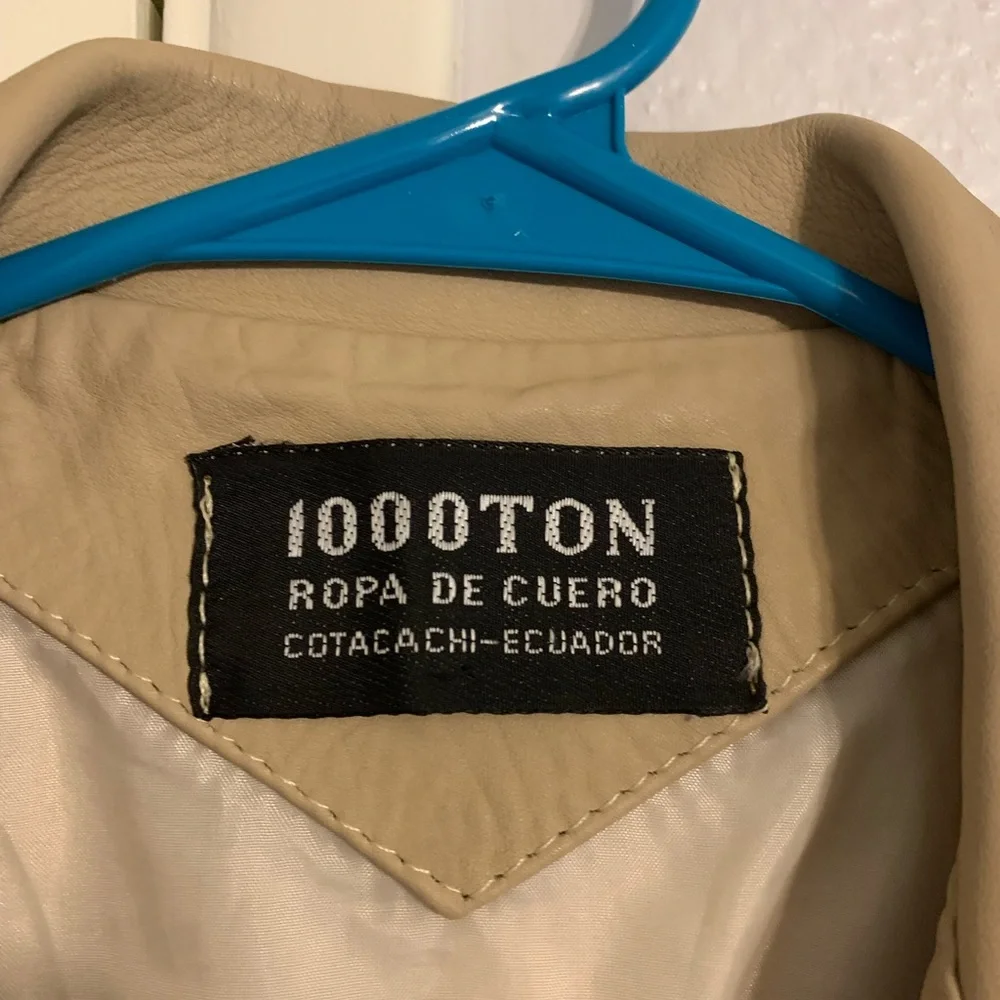 1000TON
ROPA DE CUERO
COTACACHI-ECUADOR